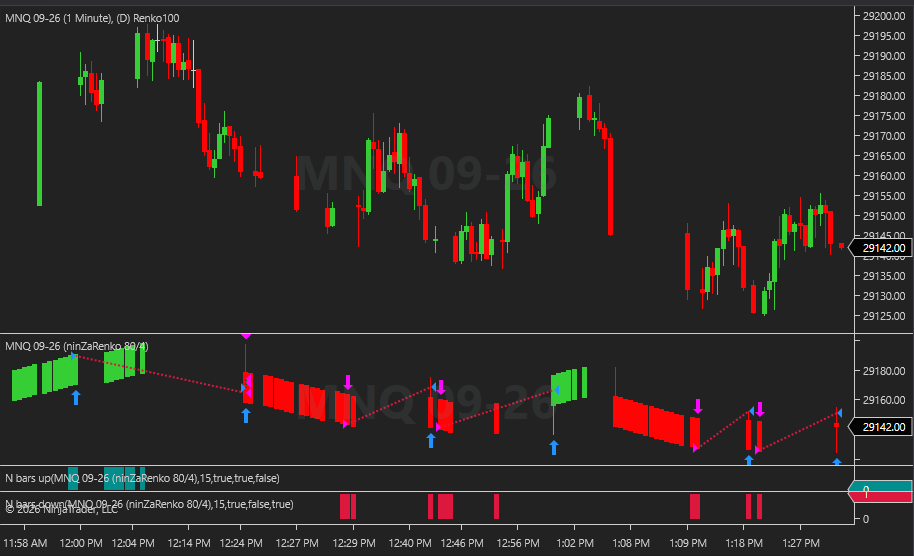 MNQ 09-26 (1 Minute), (D) Renko100
MNQ 09-26
29200.00
29195.00
29190.00
29185.00
29180.00
29175.00
29170.00
29165.00
29160.00
29155.00
29150.00
29145.00
29142.00
29140.00
29135.00
29130.00
29125.00
MNQ 09-26 (ninZaRenko 80/4)
MNQ 09-26
29180.00
29160.00
29142.00
N bars up(MNQ 09-26 (ninZaRenko 80/4),15,true,true,false)
0
N bars down(MNQ 09-26 (ninZaRenko 80/4),15,true,false,true)
© 2026 NinjaTrader, LLC
1
0
11:58 AM 12:00 PM 12:04 PM 12:14 PM 12:24 PM 12:27 PM 12:29 PM 12:40 PM 12:46 PM 12:56 PM 1:02 PM 1:08 PM 1:09 PM 1:18 PM 1:27 PM